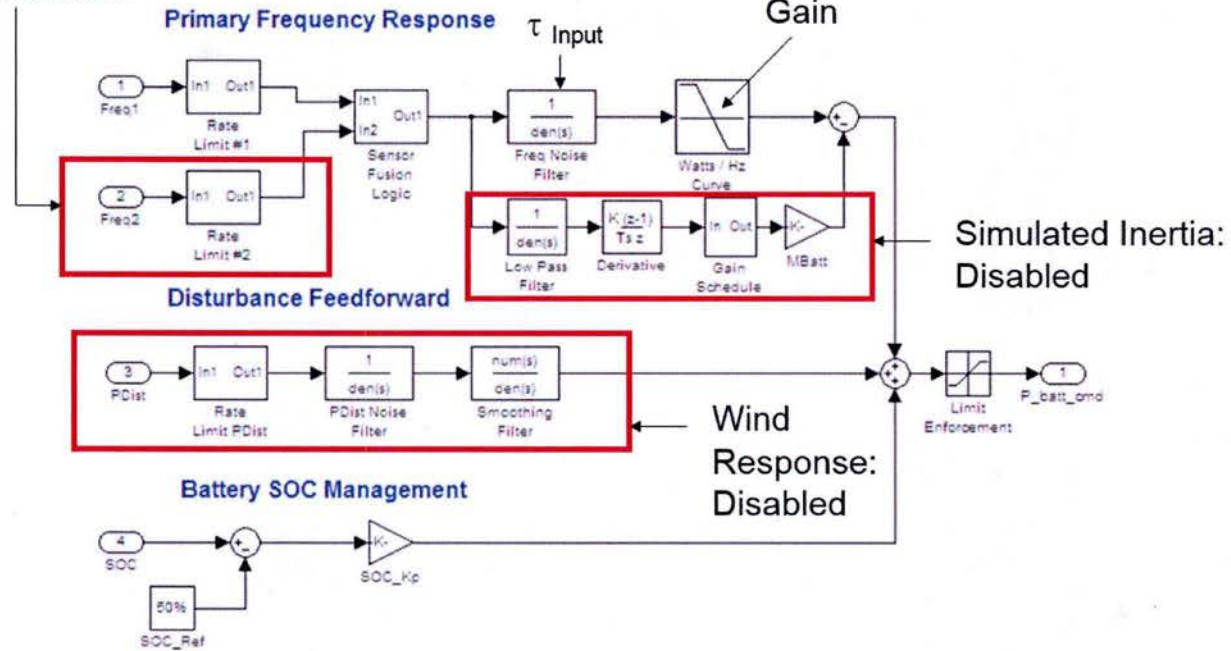 Primary Frequency Response
τ Input
Gain
1
Freq1
In1 Out1
Rate
Limit #1
In1
In2
Out1
Sensor
Fusion
Logic
1
den(s)
Freq Noise
Filter
Watts / Hz
Curve
+-
2
Freq2
In1 Out1
Rate
Limit #2
1
den(s)
Low Pass
Filter
K (z-1)
Ts z
Derivative
In Out
Gain
Schedule
K-
MBatt
Simulated Inertia:
Disabled
Disturbance Feedforward
3
PDist
In1 Out1
Rate
Limit PDist
1
den(s)
PDist Noise
Filter
num(s)
den(s)
Smoothing
Filter
Wind
Response:
Disabled
Limit
Enforcement
1
P_batt_cmd
Battery SOC Management
4
SOC
+-
50%
SOC_Ref
K-
SOC_Kp